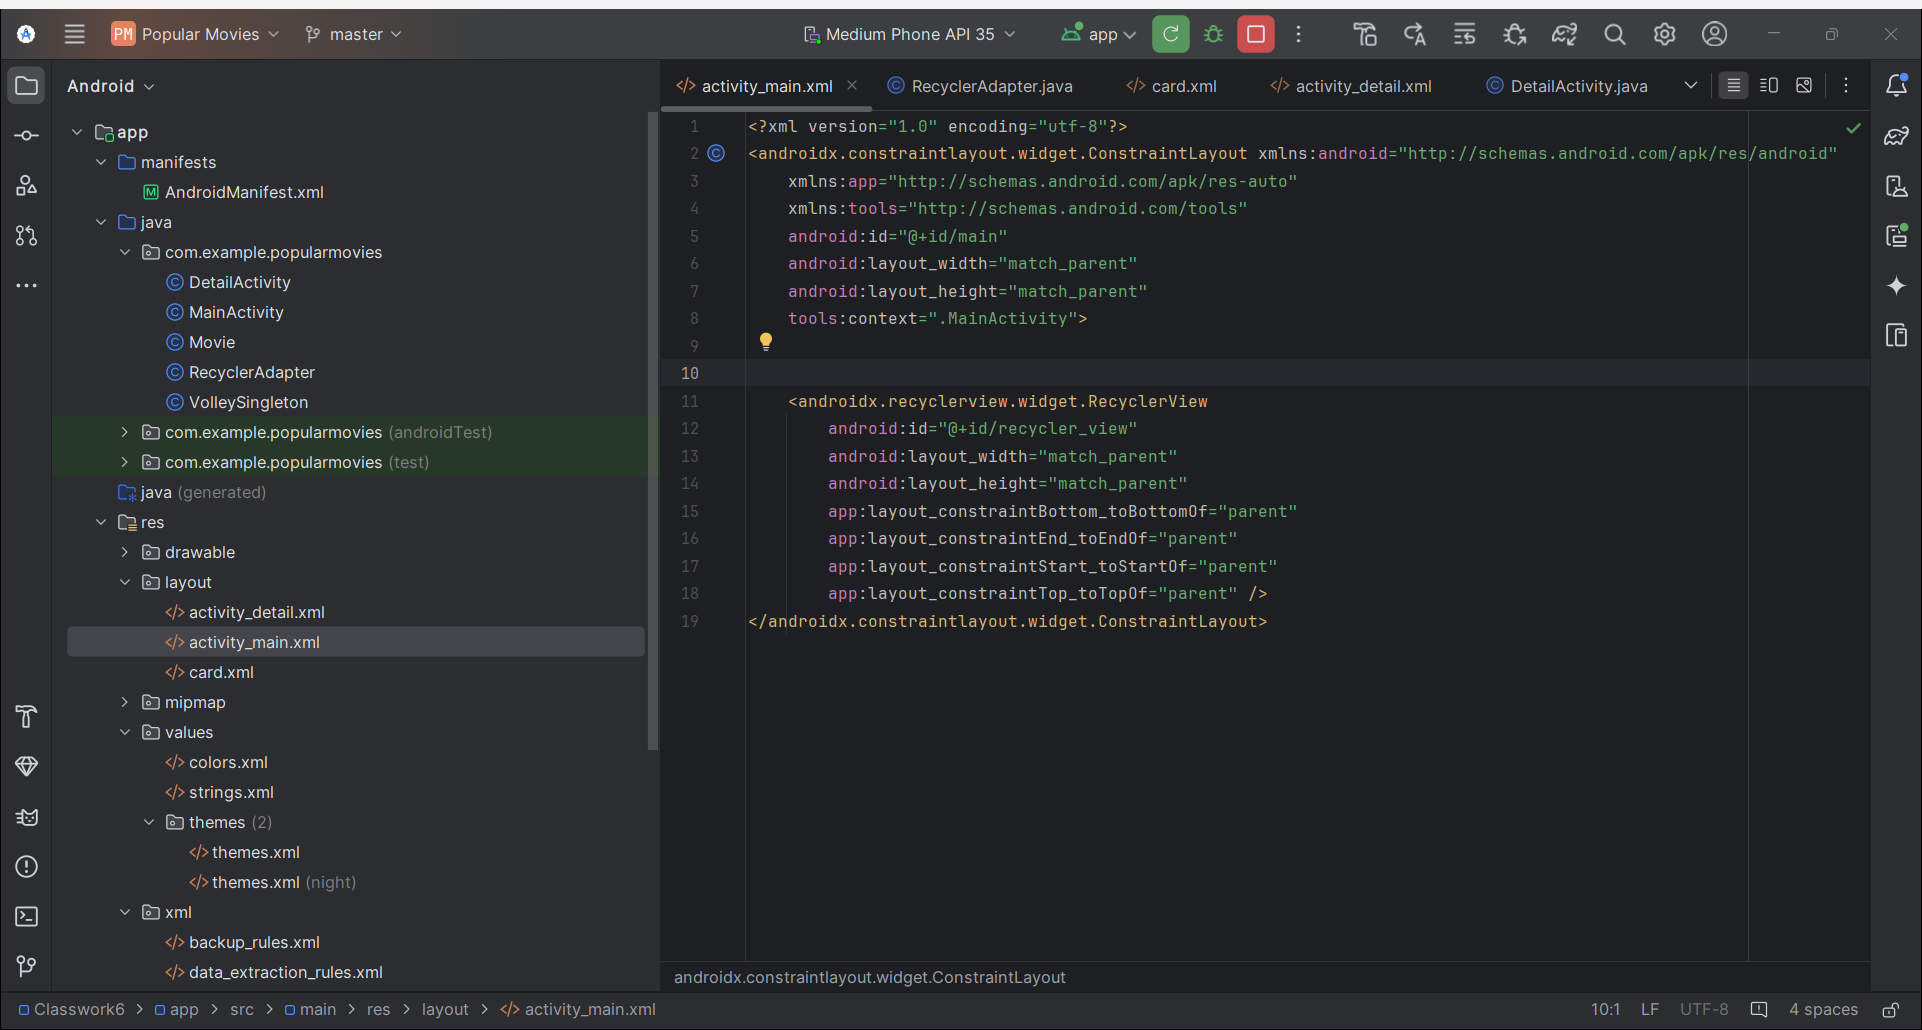 PM Popular Movies master Medium Phone API 35 app
Android
app
manifests
AndroidManifest.xml
java
com.example.popularmovies
DetailActivity
MainActivity
Movie
RecyclerAdapter
VolleySingleton
com.example.popularmovies (androidTest)
com.example.popularmovies (test)
java (generated)
res
drawable
layout
activity_detail.xml
activity_main.xml
card.xml
mipmap
values
colors.xml
strings.xml
themes (2)
themes.xml
themes.xml (night)
xml
backup_rules.xml
data_extraction_rules.xml
activity_main.xml RecyclerAdapter.java card.xml activity_detail.xml DetailActivity.java
1 <?xml version="1.0" encoding="utf-8"?>
2 <androidx.constraintlayout.widget.ConstraintLayout xmlns:android="http://schemas.android.com/apk/res/android"
3 xmlns:app="http://schemas.android.com/apk/res-auto"
4 xmlns:tools="http://schemas.android.com/tools"
5 android:id="@+id/main"
6 android:layout_width="match_parent"
7 android:layout_height="match_parent"
8 tools:context=".MainActivity">
9
10
11 <androidx.recyclerview.widget.RecyclerView
12 android:id="@+id/recycler_view"
13 android:layout_width="match_parent"
14 android:layout_height="match_parent"
15 app:layout_constraintBottom_toBottomOf="parent"
16 app:layout_constraintEnd_toEndOf="parent"
17 app:layout_constraintStart_toStartOf="parent"
18 app:layout_constraintTop_toTopOf="parent" />
19 </androidx.constraintlayout.widget.ConstraintLayout>
androidx.constraintlayout.widget.ConstraintLayout
Classwork6 > app > src > main > res > layout > activity_main.xml 10:1 LF UTF-8 4 spaces